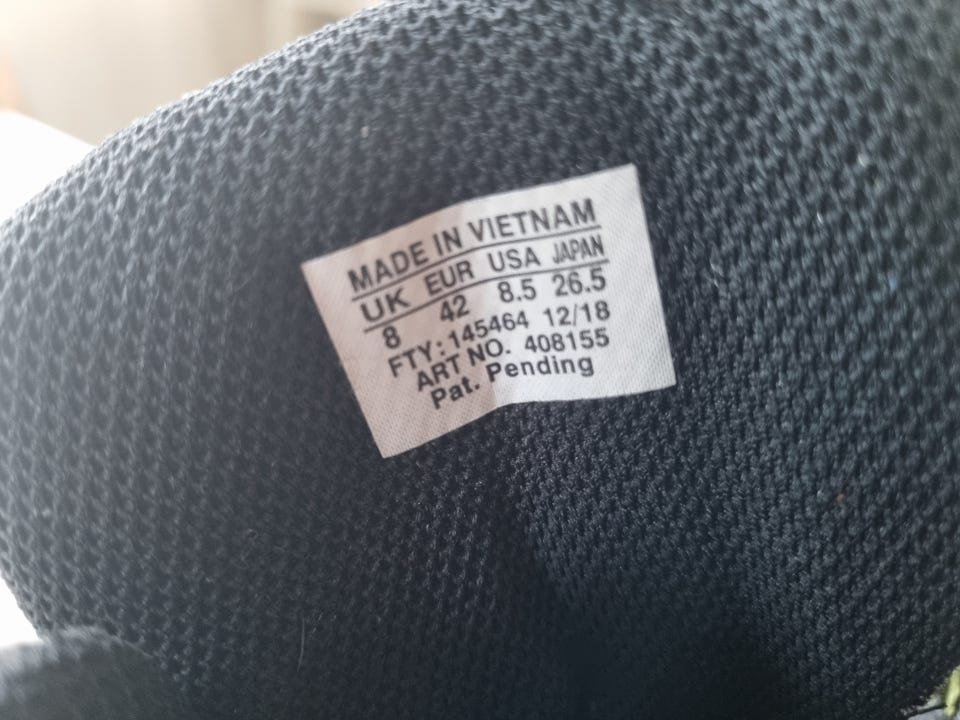 MADE IN VIETNAM
UK EUR USA JAPAN
8 42 8.5 26.5
FTY: 145464 12/18
ART NO. 408155
Pat. Pending